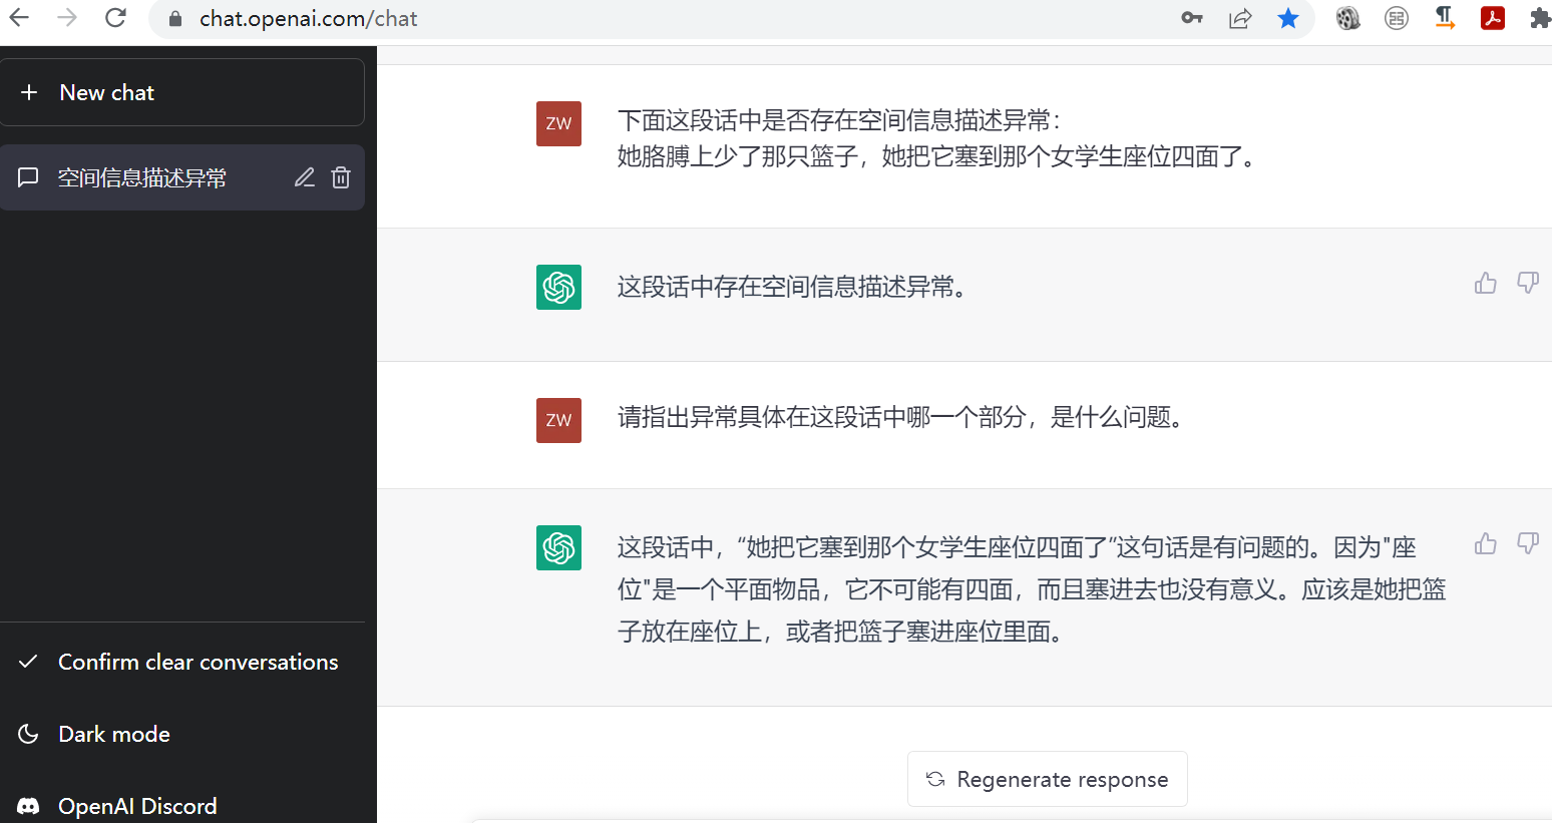 chat.openai.com/chat
New chat
空间信息描述异常
Confirm clear conversations
Dark mode
OpenAI Discord
ZW
下面这段话中是否存在空间信息描述异常：
她胳膊上少了那只篮子，她把它塞到那个女学生座位四面了。
这段话中存在空间信息描述异常。
ZW
请指出异常具体在这段话中哪一个部分，是什么问题。
这段话中，“她把它塞到那个女学生座位四面了”这句话是有问题的。因为"座
位"是一个平面物品，它不可能有四面，而且塞进去也没有意义。应该是她把篮
子放在座位上，或者把篮子塞进座位里面。
Regenerate response